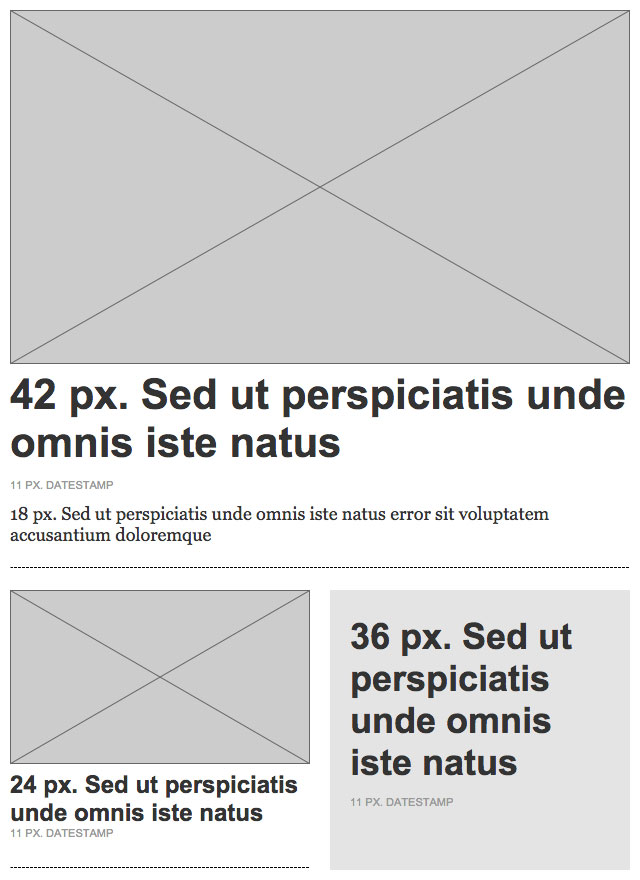 42 px. Sed ut perspiciatis unde
omnis iste natus
11 PX. DATESTAMP
18 px. Sed ut perspiciatis unde omnis iste natus error sit voluptatem
accusantium doloremque
24 px. Sed ut perspiciatis
unde omnis iste natus
11 PX. DATESTAMP
36 px. Sed ut
perspiciatis
unde omnis
iste natus
11 PX. DATESTAMP